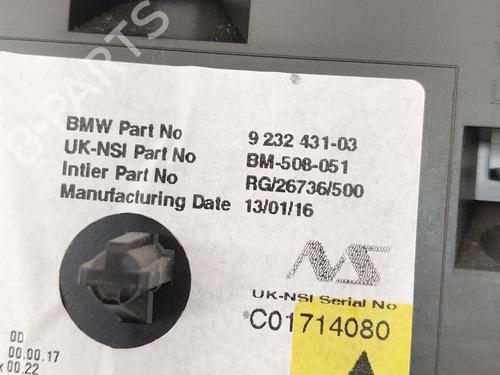 B-PARTS
BMW Part No 9 232 431-03
UK-NSI Part No BM-508-051
Intier Part No RG/26736/500
Manufacturing Date 13/01/16
UK-NSI Serial No
C01714080
0D
00.00.17
x 00.22